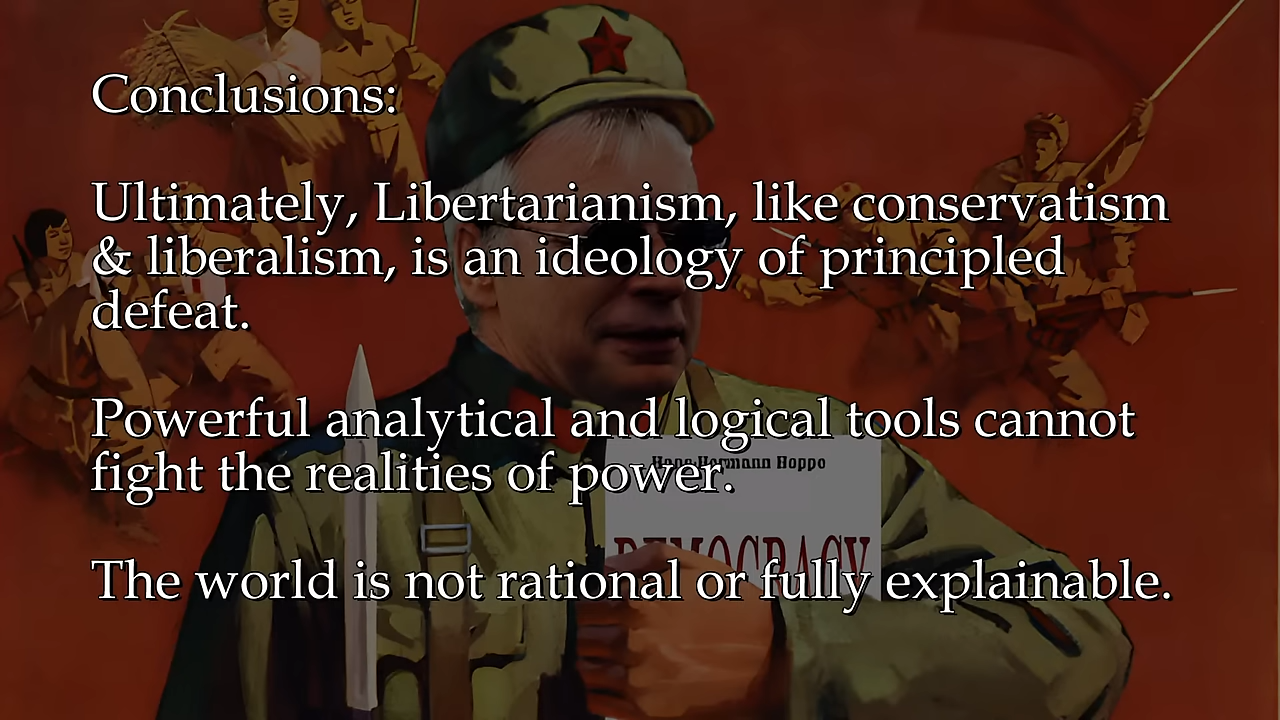 Conclusions:
Ultimately, Libertarianism, like conservatism
& liberalism, is an ideology of principled
defeat.
Powerful analytical and logical tools cannot
fight the realities of power.
Hans-Hermann Hoppe
DEMOCRACY
The world is not rational or fully explainable.